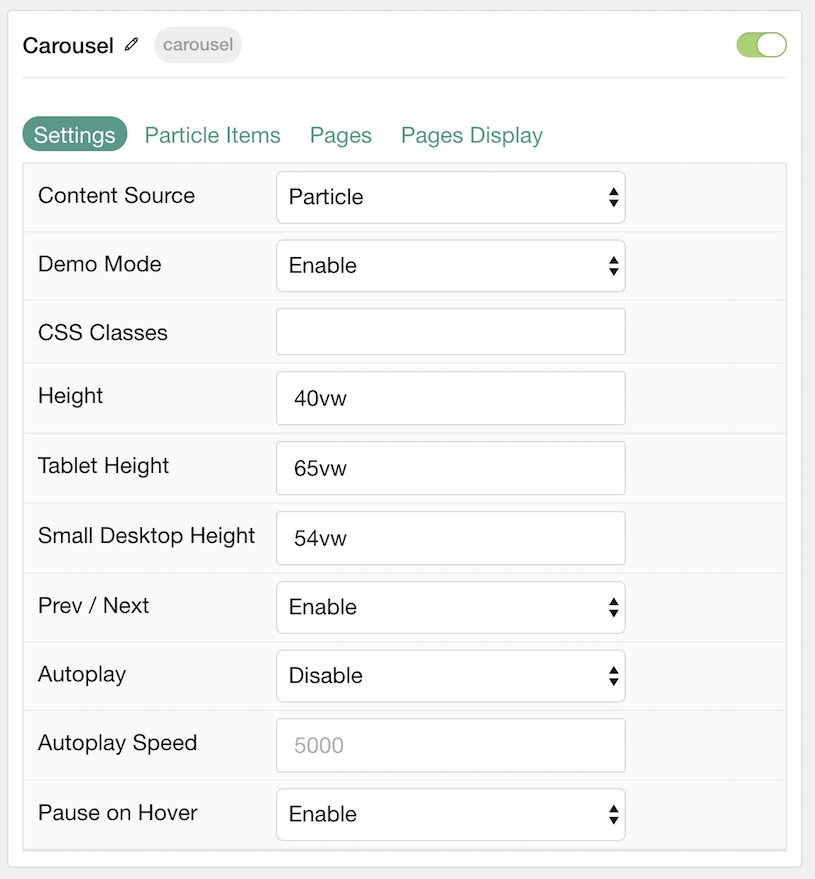 Carousel carousel
Settings Particle Items Pages Pages Display
Content Source Particle
Demo Mode Enable
CSS Classes
Height 40vw
Tablet Height 65vw
Small Desktop Height 54vw
Prev / Next Enable
Autoplay Disable
Autoplay Speed 5000
Pause on Hover Enable